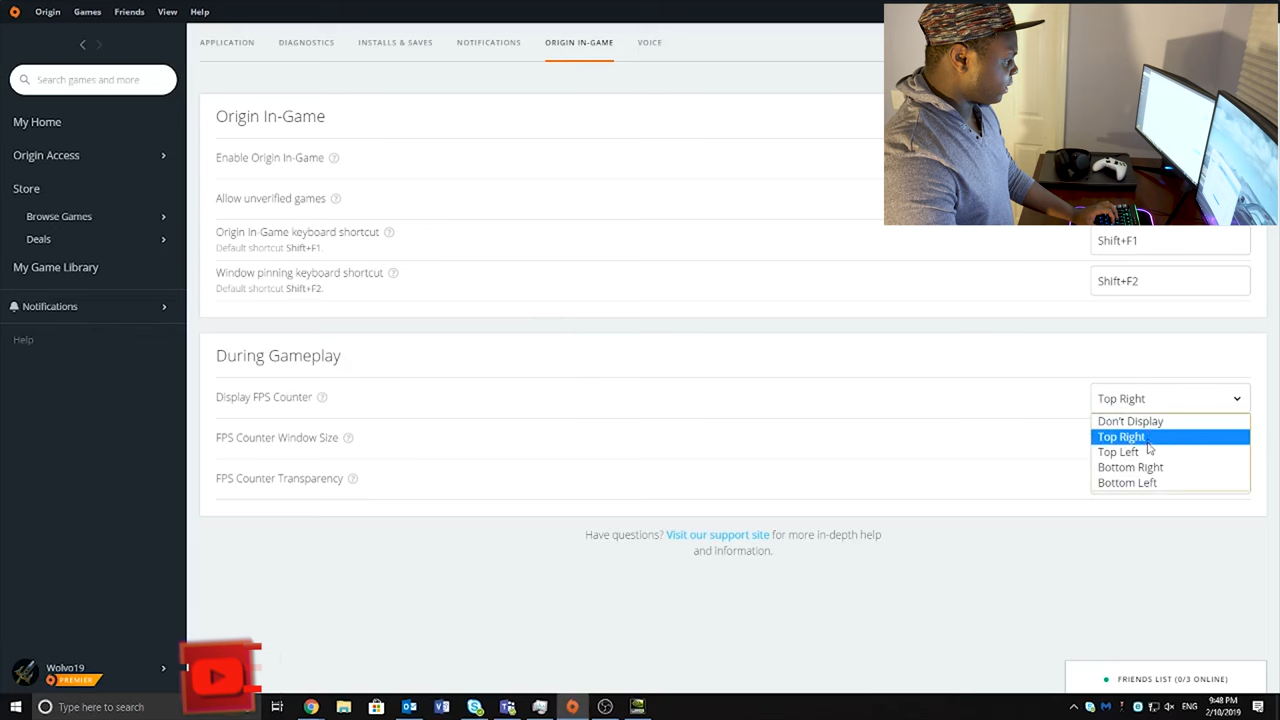 Origin Games Friends View Help
APPLICATION DIAGNOSTICS INSTALLS & SAVES NOTIFICATIONS ORIGIN IN-GAME VOICE
Search games and more
My Home
Origin Access
Store
Browse Games
Deals
My Game Library
Notifications
Help
Origin In-Game
Enable Origin In-Game ?
Allow unverified games ?
Origin In-Game keyboard shortcut ?
Default shortcut Shift+F1.
Shift+F1
Window pinning keyboard shortcut ?
Default shortcut Shift+F2.
Shift+F2
During Gameplay
Display FPS Counter ?
Top Right
Don't Display
Top Right
Top Left
Bottom Right
Bottom Left
FPS Counter Window Size ?
FPS Counter Transparency ?
Have questions? Visit our support site for more in-depth help
and information.
Wolvo19
PREMIER
FRIENDS LIST (0/3 ONLINE)
Type here to search
ENG
9:48 PM
2/10/2019